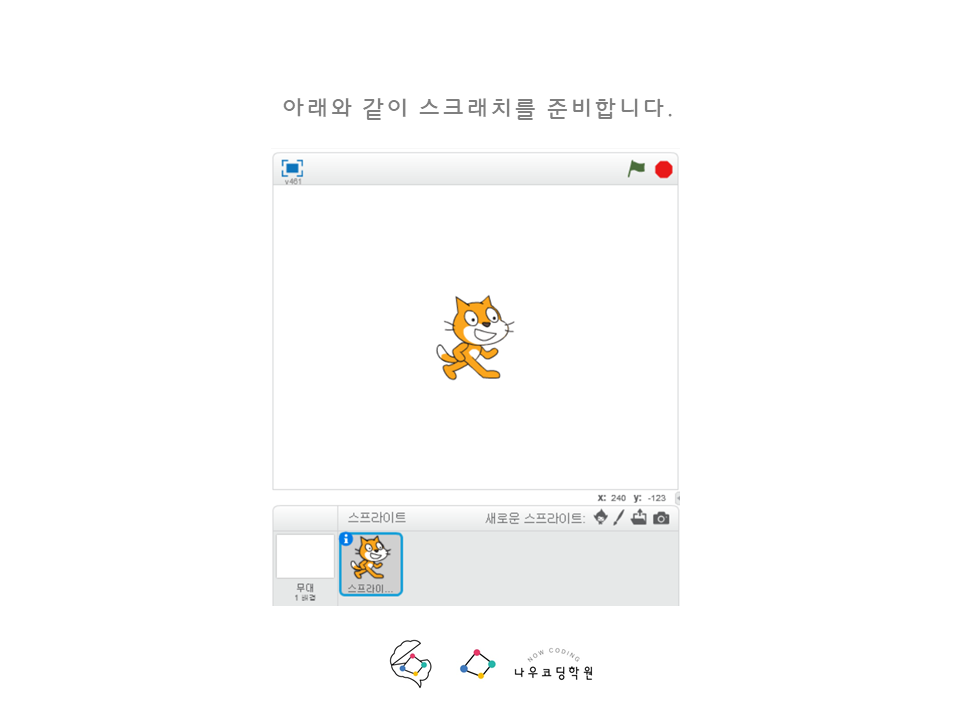 아래와 같이 스크래치를 준비합니다.
v461
x: 240 y: -123
스프라이트
새로운 스프라이트:
i
스프라이...
무대
1 배경
NOW CODING
나우코딩학원